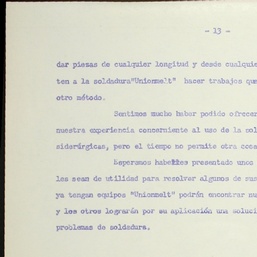 - 13 -
dar piezas de cualquier longitud y desde cualquie
ten a la soldadura"Unionmelt" hacer trabajos que
otro método.
Sentimos mucho haber podido ofrecer
nuestra experiencia concerniente al uso de la sol
siderúrgicas, pero el tiempo no permite otra cosa
Esperamos haberles presentado unos
les sean de utilidad para resolver algunos de sus
ya tengan equipos "Unionmelt" podrán encontrar nu
y los otros lograrán por su aplicación una soluci
problemas de soldadura.